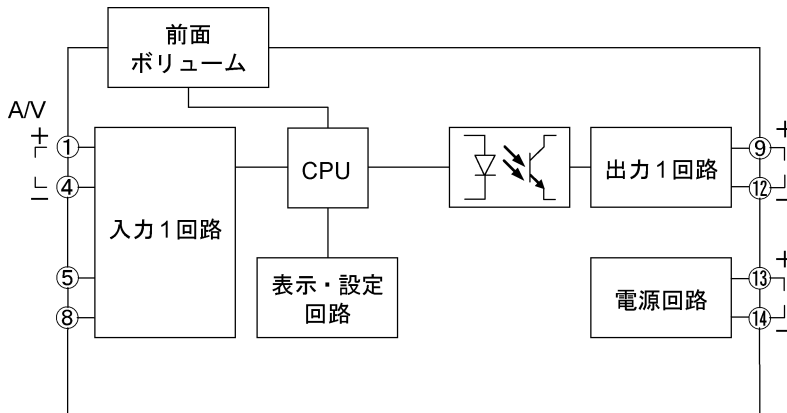 前面
ボリューム
A/V
+
①
④
−
⑤
⑧
入力1回路
CPU
表示・設定
回路
出力1回路
+
⑨
⑫
−
電源回路
+
⑬
⑭
−